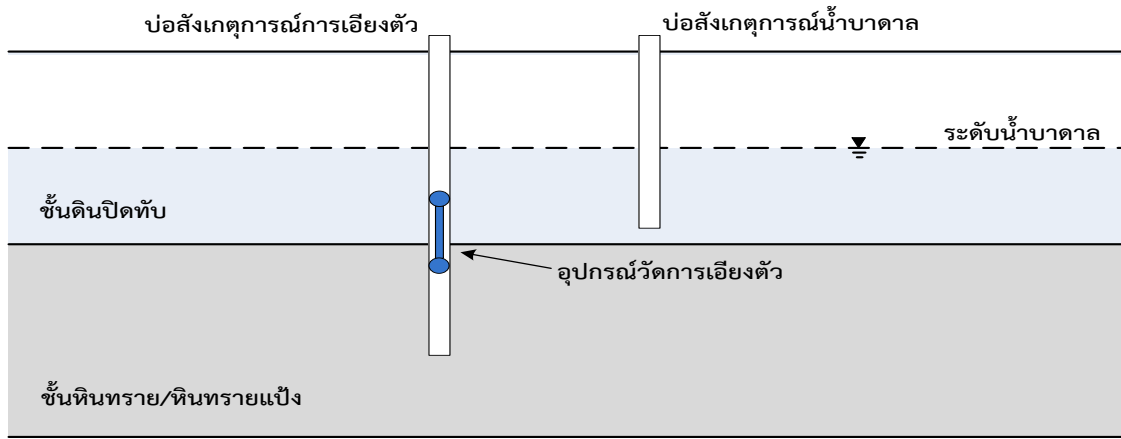 บ่อสังเกตุการณ์การเอียงตัว
บ่อสังเกตุการณ์น้ำบาดาล
ระดับน้ำบาดาล
ชั้นดินปิดทับ
อุปกรณ์วัดการเอียงตัว
ชั้นหินทราย/หินทรายแป้ง